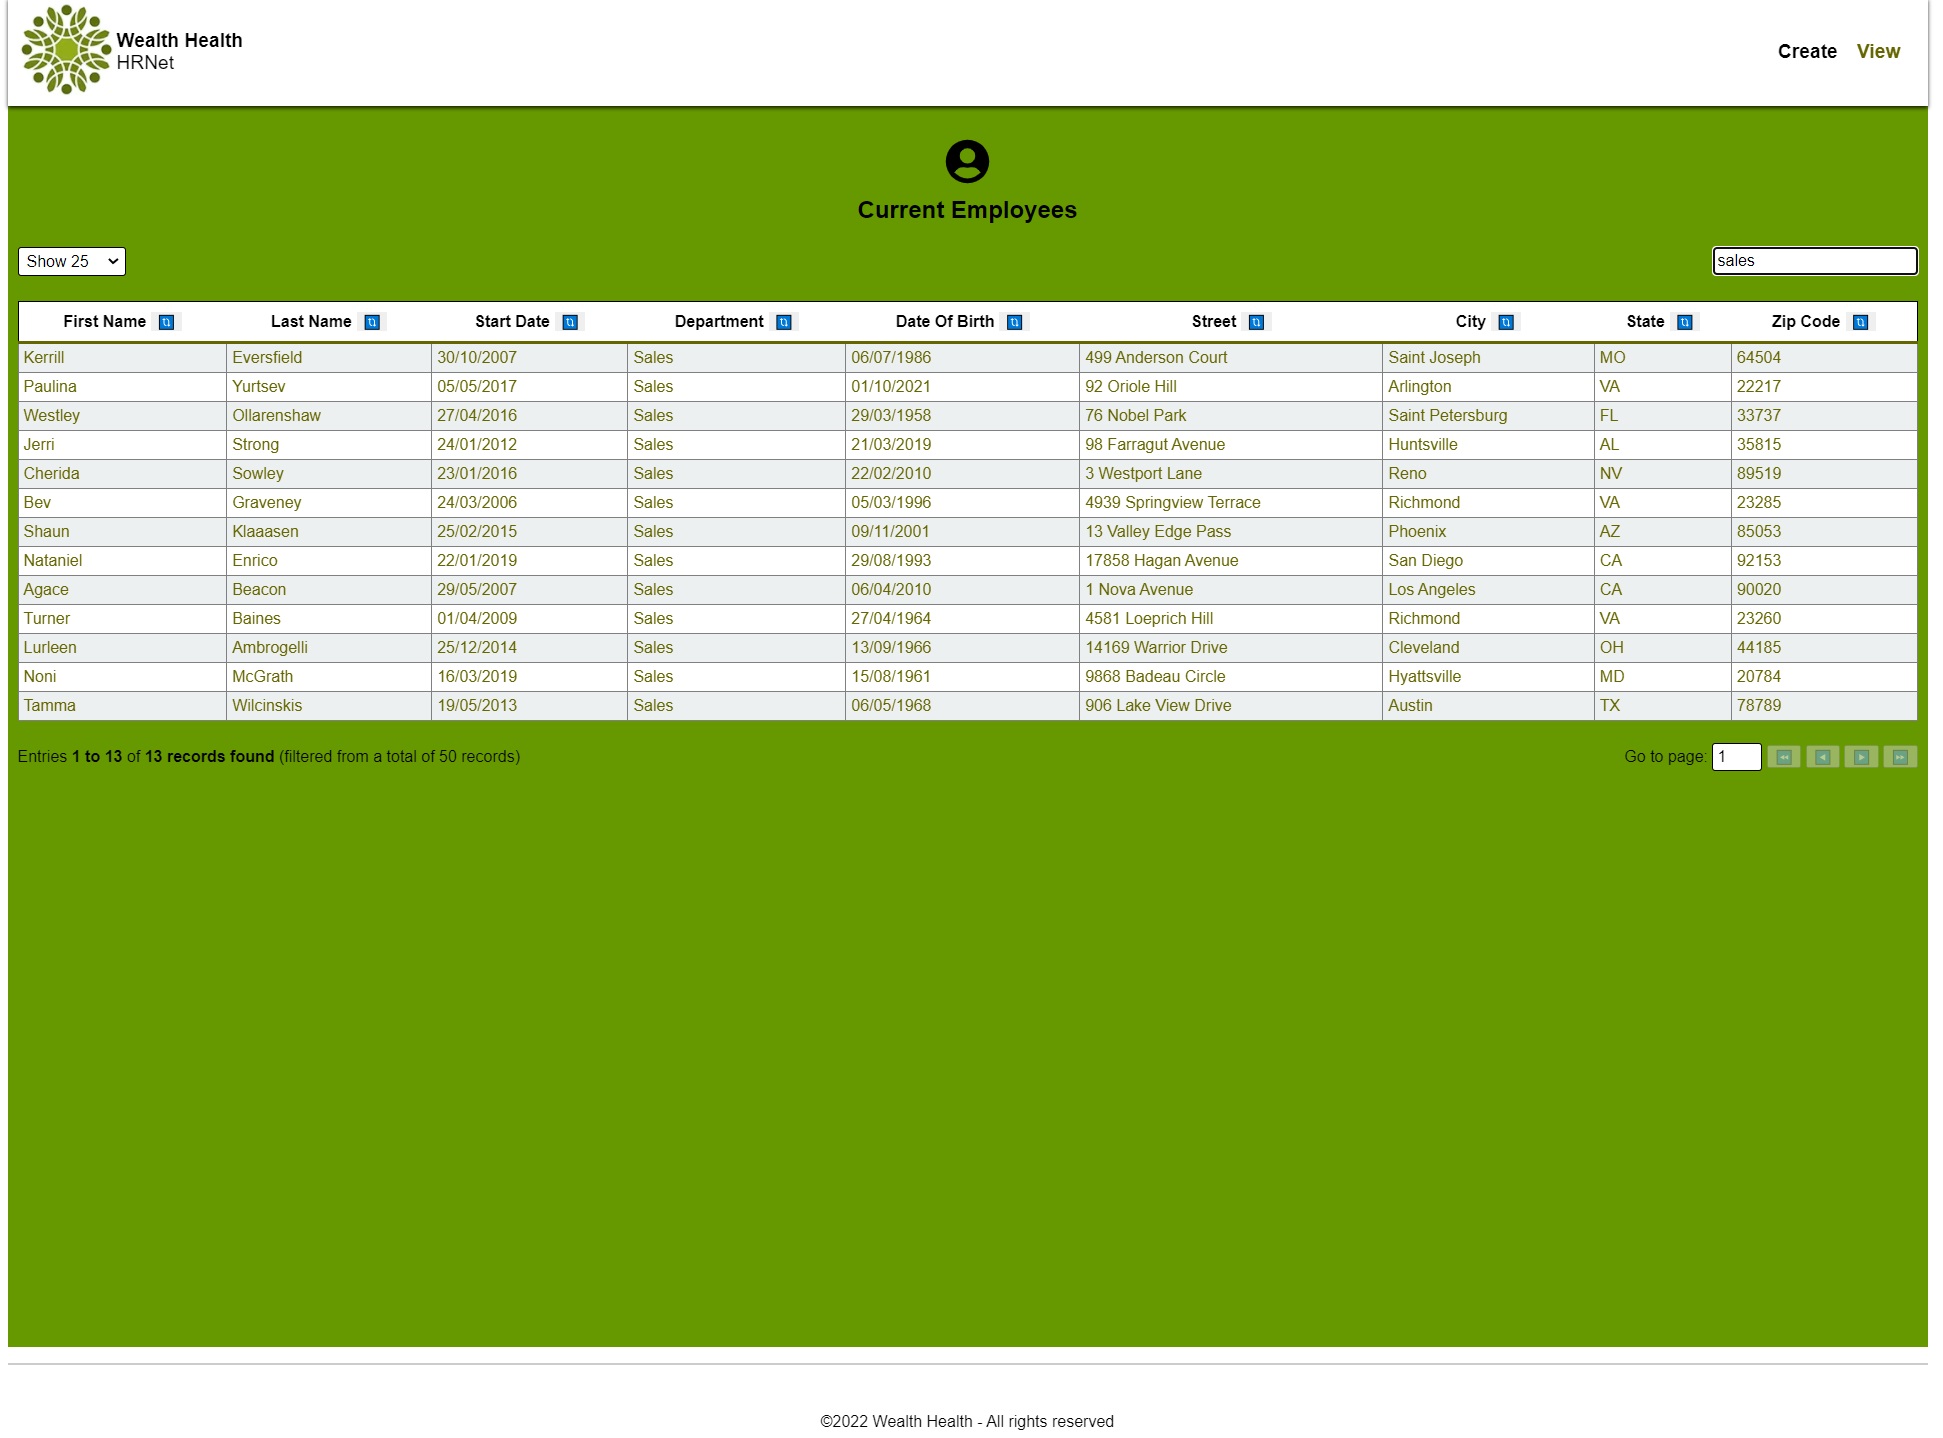 Wealth Health
HRNet
Create View
Current Employees
Show 25
sales
First Name Last Name Start Date Department Date Of Birth Street City State Zip Code
Kerrill Eversfield 30/10/2007 Sales 06/07/1986 499 Anderson Court Saint Joseph MO 64504
Paulina Yurtsev 05/05/2017 Sales 01/10/2021 92 Oriole Hill Arlington VA 22217
Westley Ollarenshaw 27/04/2016 Sales 29/03/1958 76 Nobel Park Saint Petersburg FL 33737
Jerri Strong 24/01/2012 Sales 21/03/2019 98 Farragut Avenue Huntsville AL 35815
Cherida Sowley 23/01/2016 Sales 22/02/2010 3 Westport Lane Reno NV 89519
Bev Graveney 24/03/2006 Sales 05/03/1996 4939 Springview Terrace Richmond VA 23285
Shaun Klaaasen 25/02/2015 Sales 09/11/2001 13 Valley Edge Pass Phoenix AZ 85053
Nataniel Enrico 22/01/2019 Sales 29/08/1993 17858 Hagan Avenue San Diego CA 92153
Agace Beacon 29/05/2007 Sales 06/04/2010 1 Nova Avenue Los Angeles CA 90020
Turner Baines 01/04/2009 Sales 27/04/1964 4581 Loeprich Hill Richmond VA 23260
Lurleen Ambrogelli 25/12/2014 Sales 13/09/1966 14169 Warrior Drive Cleveland OH 44185
Noni McGrath 16/03/2019 Sales 15/08/1961 9868 Badeau Circle Hyattsville MD 20784
Tamma Wilcinskis 19/05/2013 Sales 06/05/1968 906 Lake View Drive Austin TX 78789
Entries 1 to 13 of 13 records found (filtered from a total of 50 records)
Go to page: 1
©2022 Wealth Health - All rights reserved